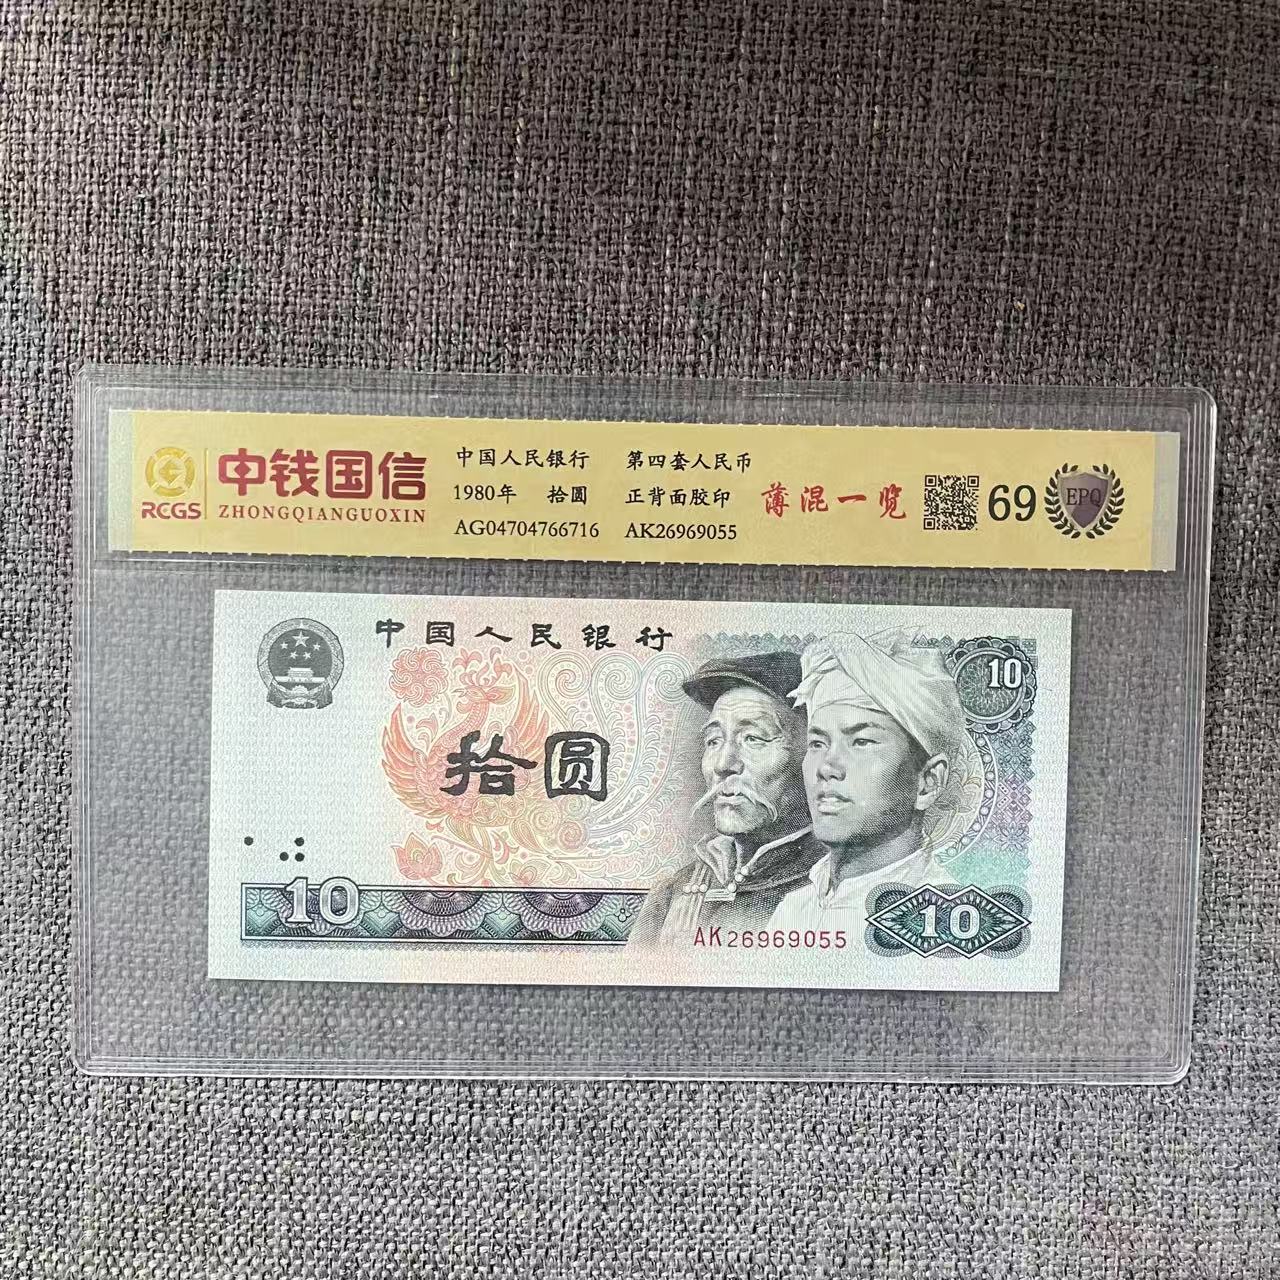 RCGS
中钱国信
ZHONGQIANGUOXIN
中国人民银行 第四套人民币
1980年 拾圆 正背面胶印
AG04704766716 AK26969055
薄混一览
69
EPQ
中国人民银行
10
拾圆
10
AK26969055
10